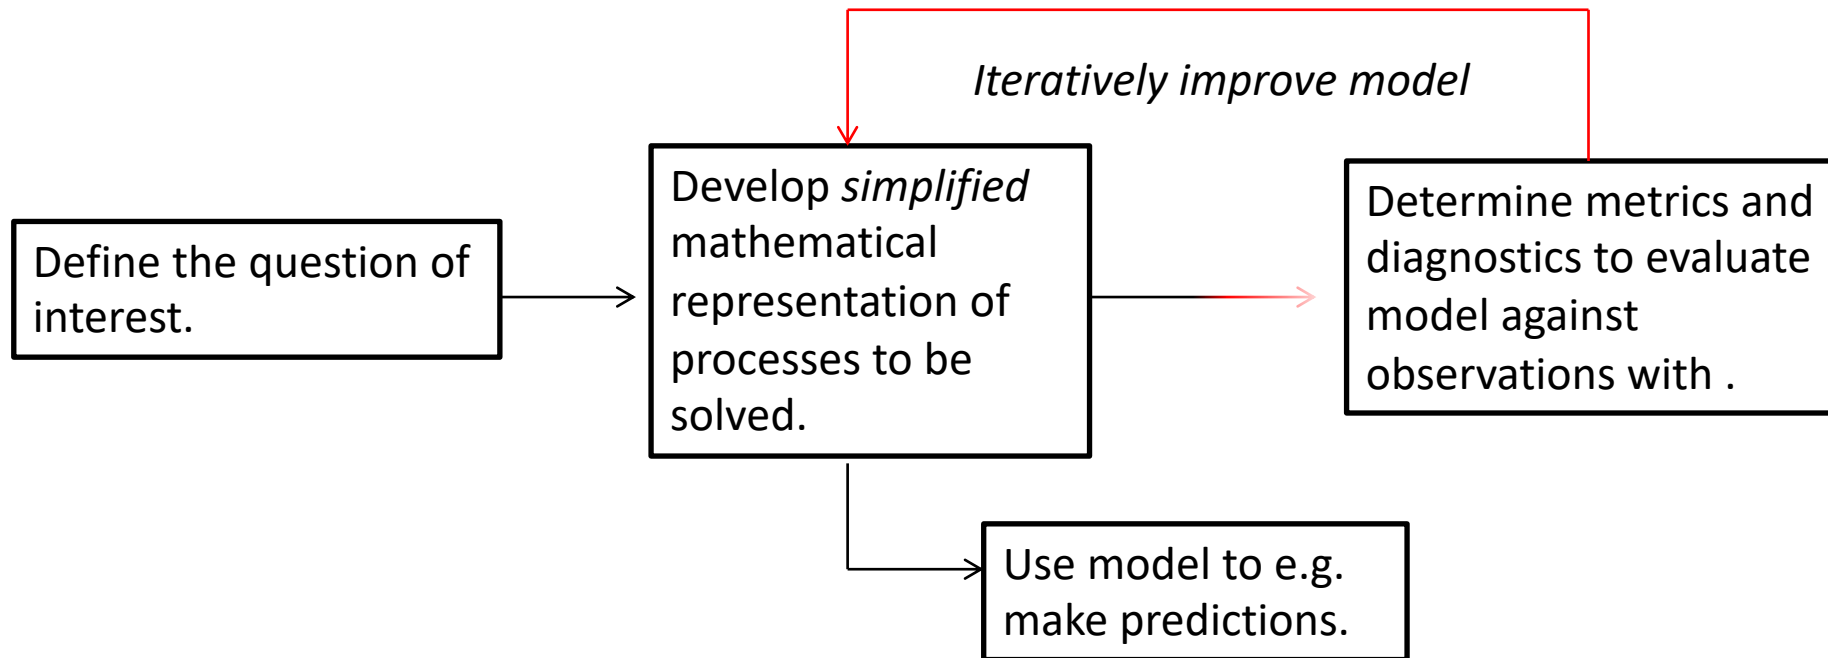 Iteratively improve model
Define the question of
interest.
Develop simplified
mathematical
representation of
processes to be
solved.
Determine metrics and
diagnostics to evaluate
model against
observations with .
Use model to e.g.
make predictions.